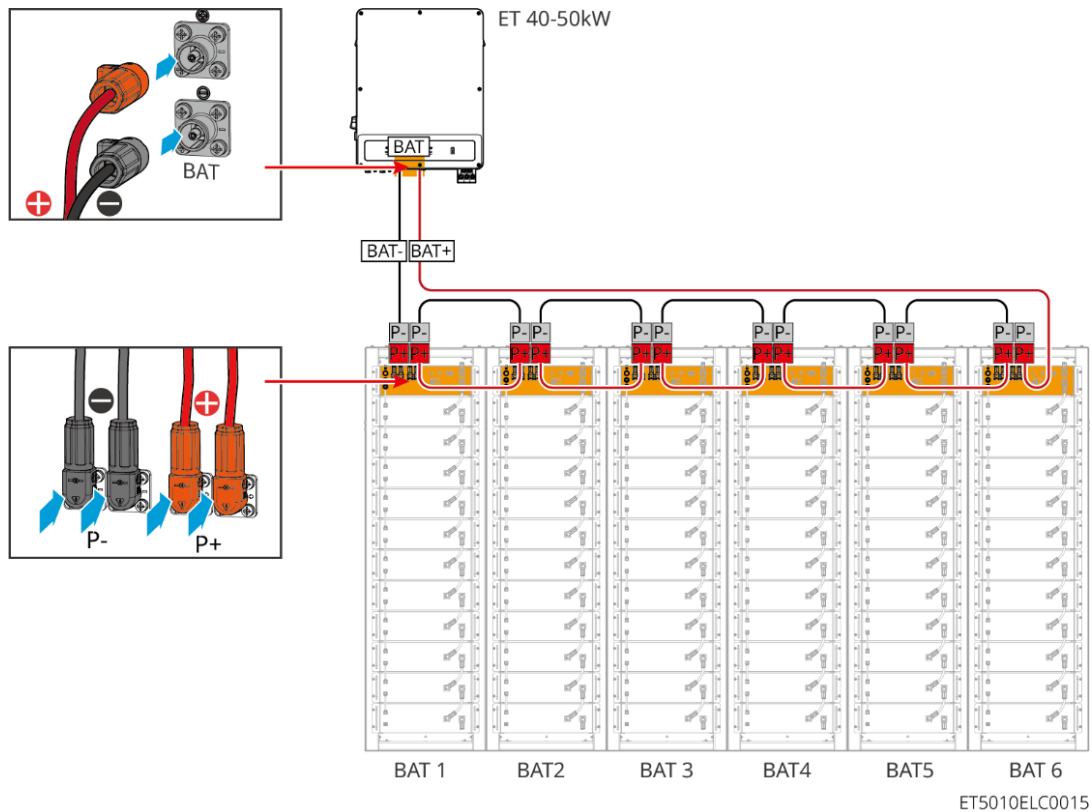 ET 40-50kW
BAT
BAT
+ −
BAT- BAT+
P- P- P- P- P- P- P- P- P- P- P- P-
P+ P+ P+ P+ P+ P+ P+ P+ P+ P+ P+ P+
− +
P- P+
BAT 1 BAT2 BAT 3 BAT4 BAT5 BAT 6
ET5010ELC0015